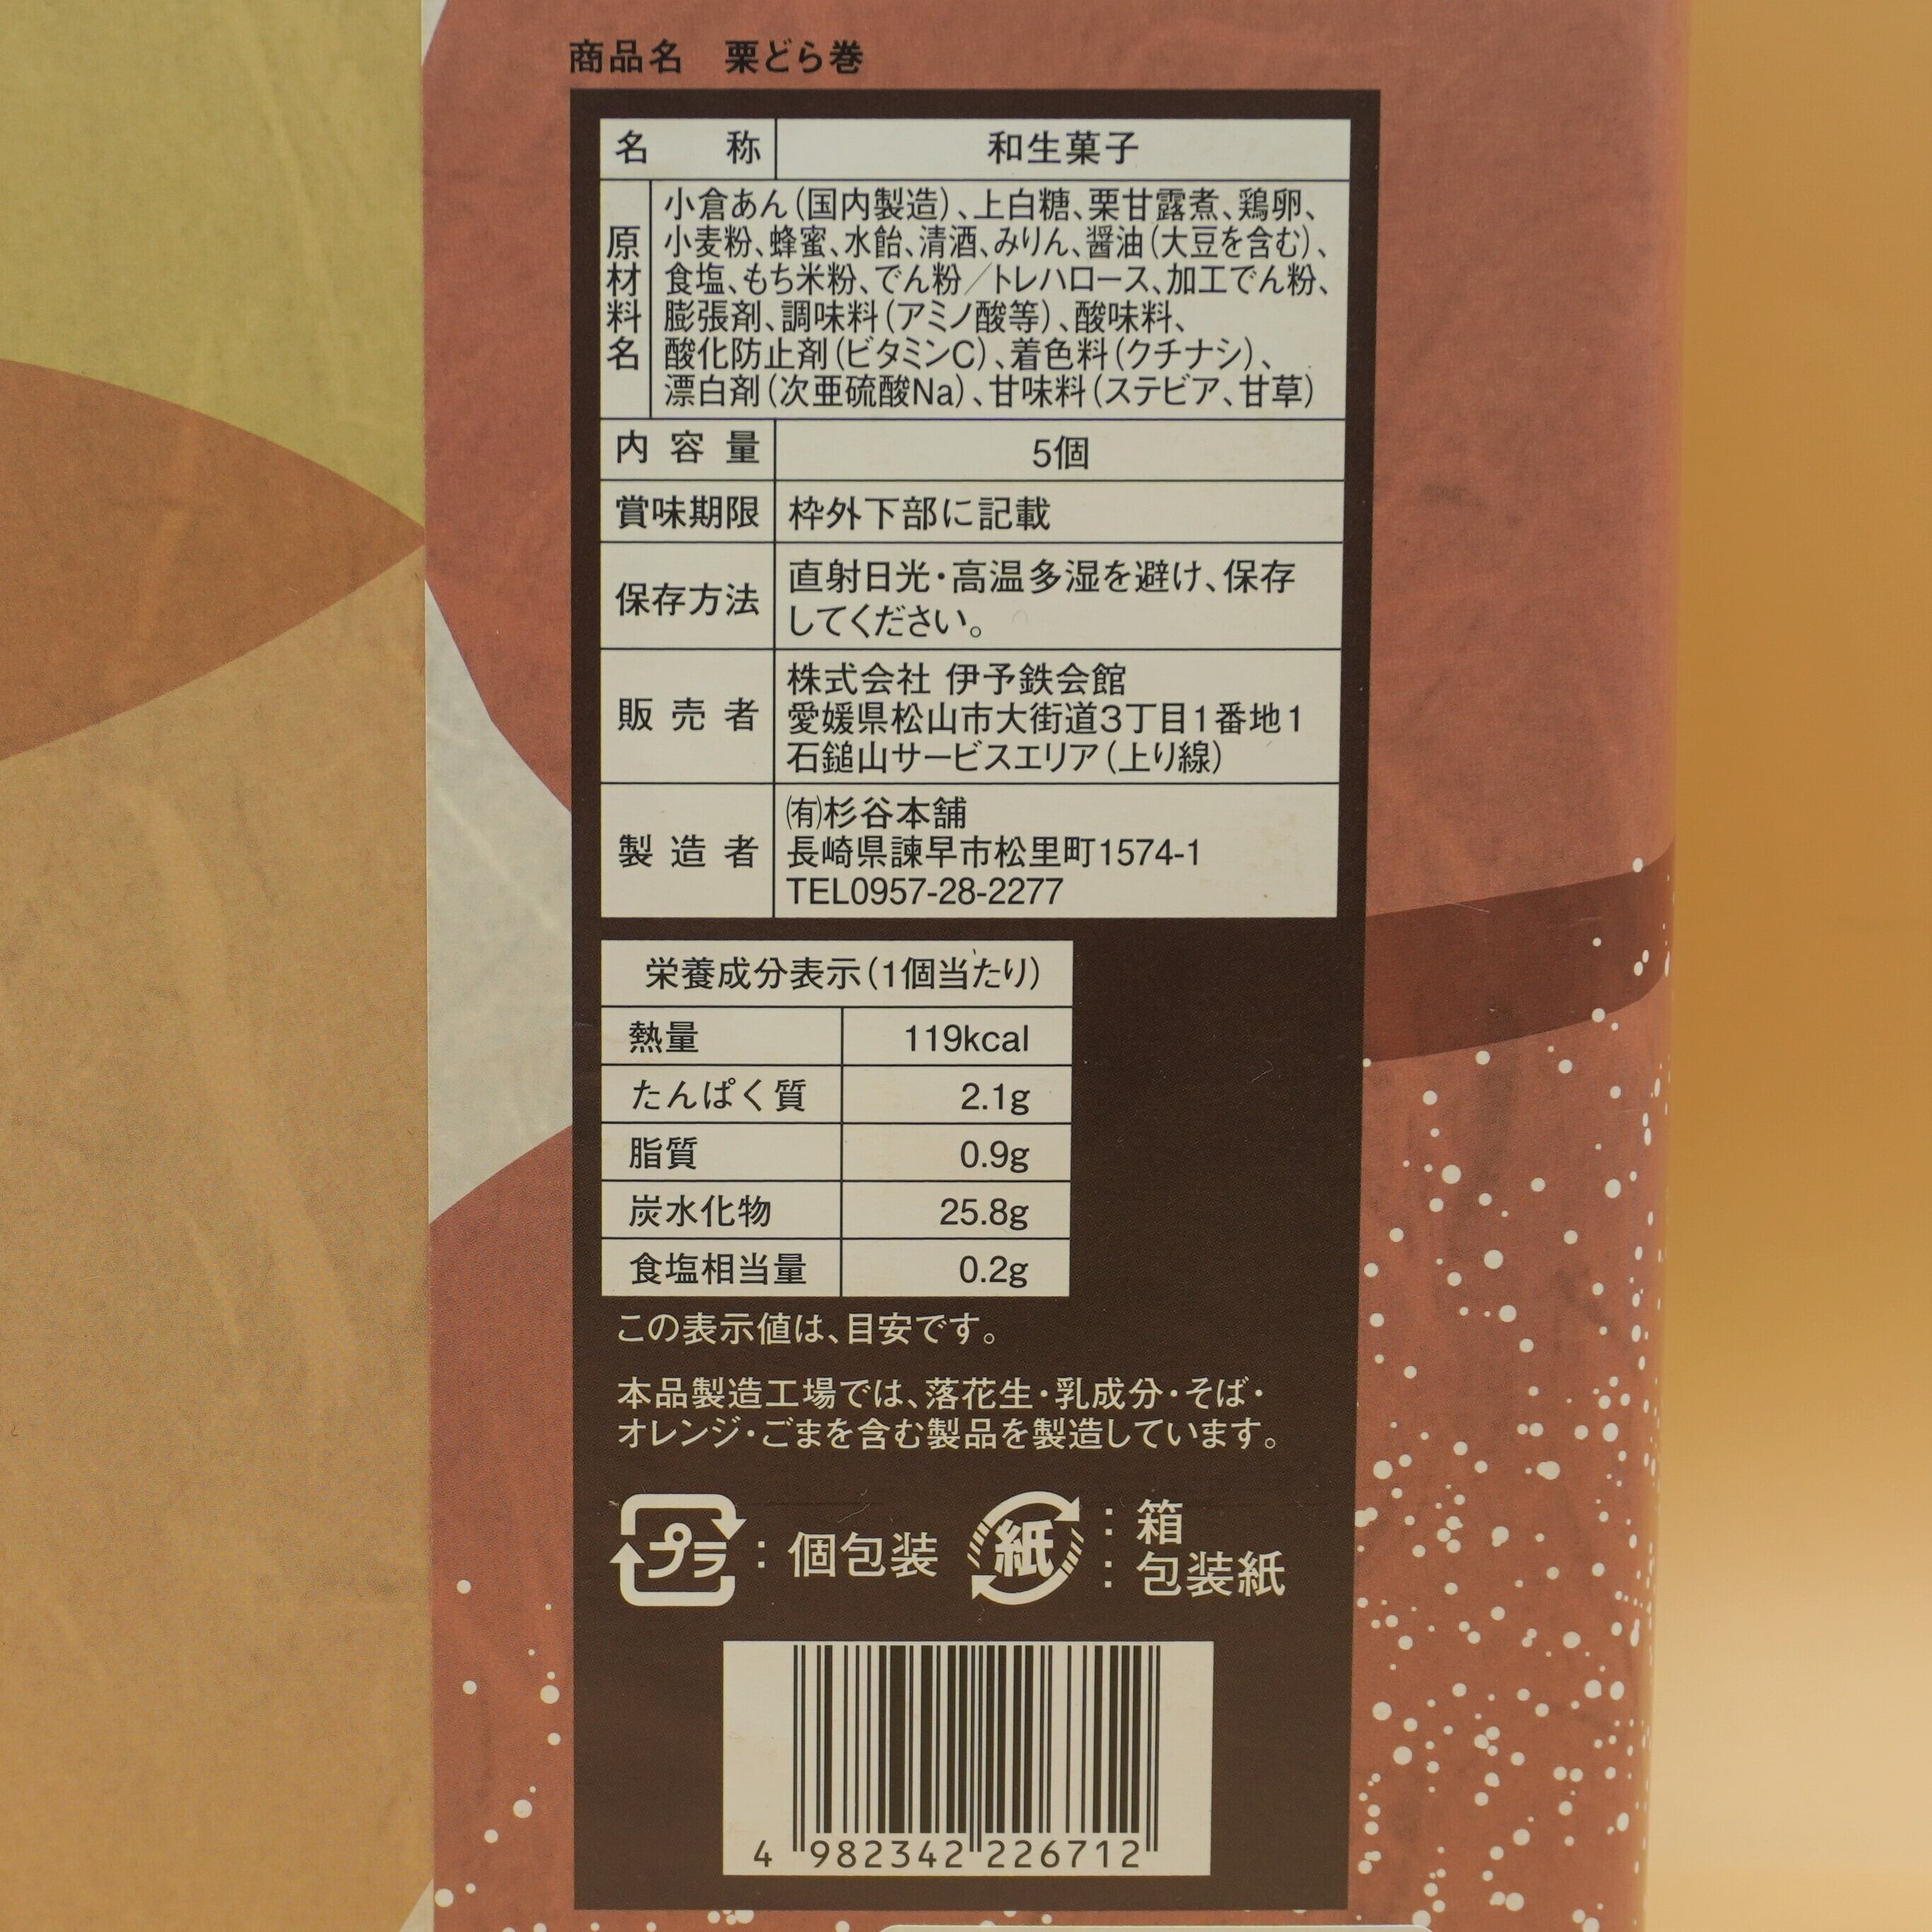 商品名 栗どら巻
名称 和生菓子
原材料名 小倉あん(国内製造)、上白糖、栗甘露煮、鶏卵、
小麦粉、蜂蜜、水飴、清酒、みりん、醤油(大豆を含む)、
食塩、もち米粉、でん粉/トレハロース、加工でん粉、
膨張剤、調味料(アミノ酸等)、酸味料、
酸化防止剤(ビタミンC)、着色料(クチナシ)、
漂白剤(次亜硫酸Na)、甘味料(ステビア、甘草)
内容量 5個
賞味期限 枠外下部に記載
保存方法 直射日光・高温多湿を避け、保存
してください。
販売者 株式会社 伊予鉄会館
愛媛県松山市大街道3丁目1番地1
石鎚山サービスエリア(上り線)
製造者 ㈲杉谷本舗
長崎県諫早市松里町1574-1
TEL0957-28-2277
栄養成分表示(1個当たり)
熱量 119kcal
たんぱく質 2.1g
脂質 0.9g
炭水化物 25.8g
食塩相当量 0.2g
この表示値は、目安です。
本品製造工場では、落花生・乳成分・そば・
オレンジ・ごまを含む製品を製造しています。
プラ:個包装 紙:箱
:包装紙
4 982342 226712